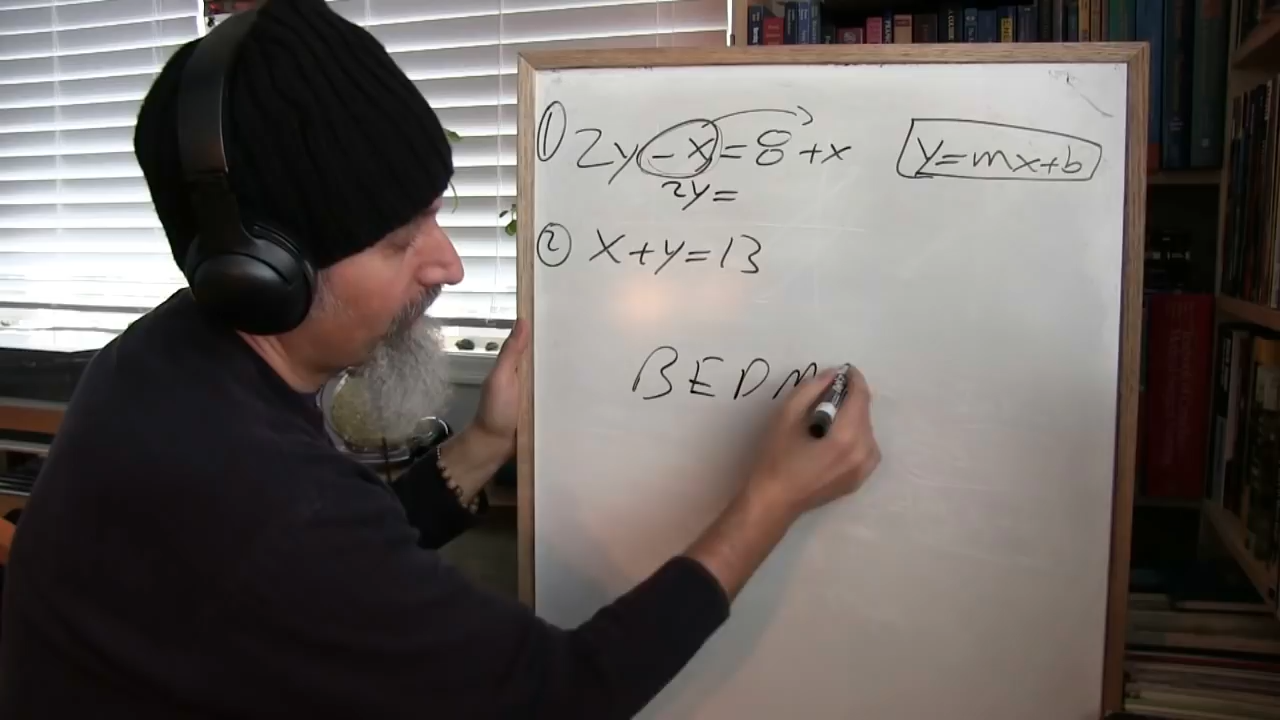 ① 2y - x = 8 + x
y = mx + b
2y =
② x + y = 13
BEDM